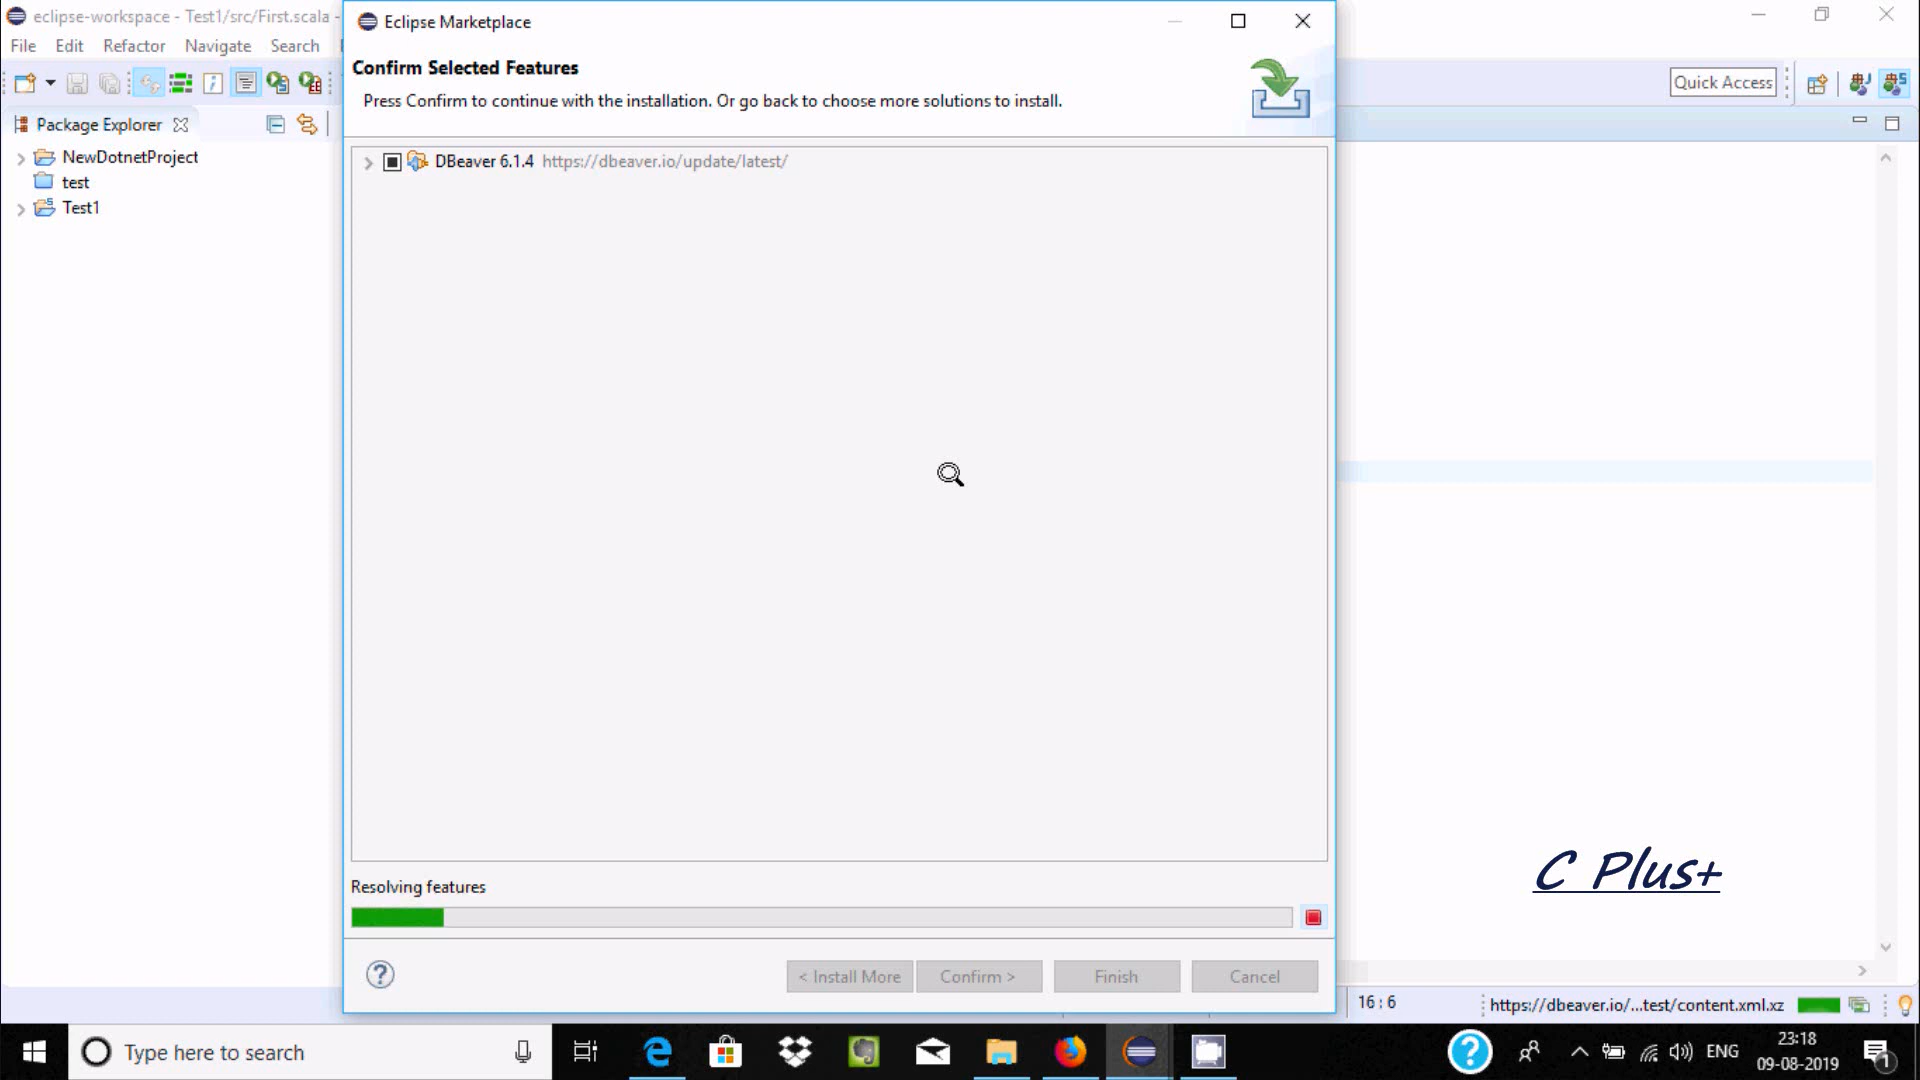 eclipse-workspace - Test1/src/First.scala -
File Edit Refactor Navigate Search
Quick Access
Package Explorer
NewDotnetProject
test
Test1
Eclipse Marketplace
Confirm Selected Features
Press Confirm to continue with the installation. Or go back to choose more solutions to install.
DBeaver 6.1.4 https://dbeaver.io/update/latest/
C Plus+
Resolving features
< Install More Confirm > Finish Cancel
16 : 6 https://dbeaver.io/...test/content.xml.xz
Type here to search
ENG
23:18
09-08-2019
1